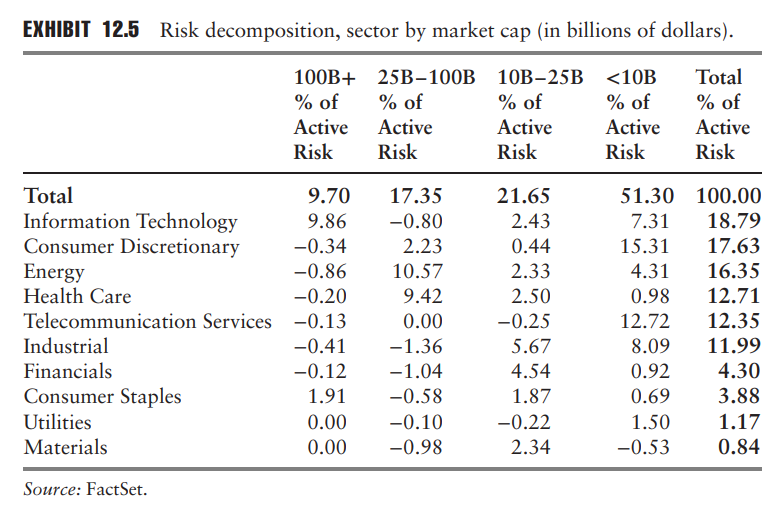 EXHIBIT 12.5 Risk decomposition, sector by market cap (in billions of dollars).
100B+ 25B–100B 10B–25B <10B Total
% of % of % of % of % of
Active Active Active Active Active
Risk Risk Risk Risk Risk
Total 9.70 17.35 21.65 51.30 100.00
Information Technology 9.86 −0.80 2.43 7.31 18.79
Consumer Discretionary −0.34 2.23 0.44 15.31 17.63
Energy −0.86 10.57 2.33 4.31 16.35
Health Care −0.20 9.42 2.50 0.98 12.71
Telecommunication Services −0.13 0.00 −0.25 12.72 12.35
Industrial −0.41 −1.36 5.67 8.09 11.99
Financials −0.12 −1.04 4.54 0.92 4.30
Consumer Staples 1.91 −0.58 1.87 0.69 3.88
Utilities 0.00 −0.10 −0.22 1.50 1.17
Materials 0.00 −0.98 2.34 −0.53 0.84
Source: FactSet.